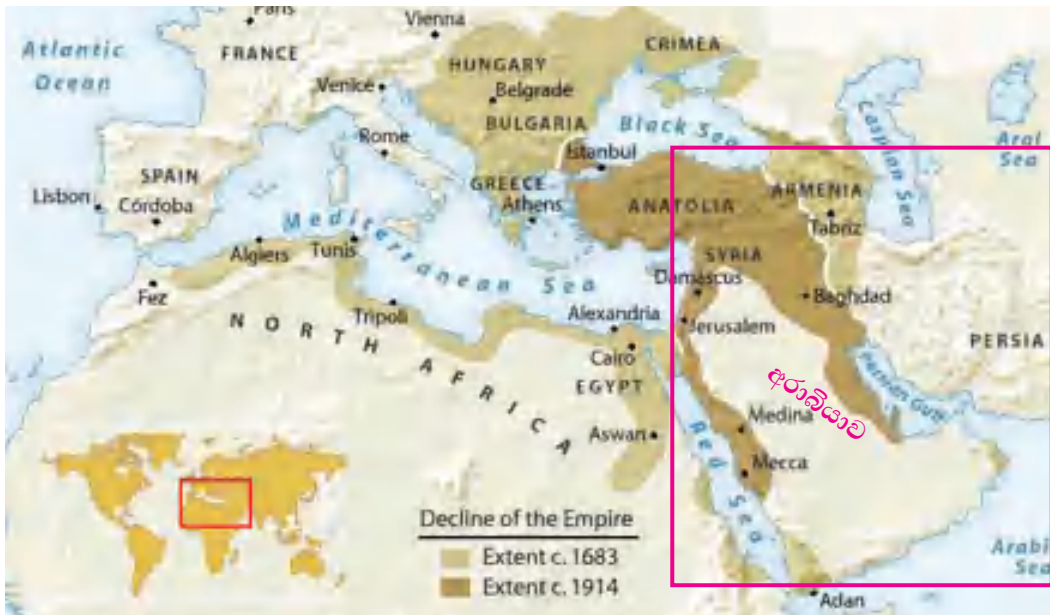 Paris
Vienna
Atlantic
Ocean
FRANCE
CRIMEA
HUNGARY
Venice
Belgrade
BULGARIA
Black Sea
Caspian Sea
Aral
Sea
Rome
Istanbul
SPAIN
GREECE
ARMENIA
Lisbon
Córdoba
Athens
ANATOLIA
Tabriz
Mediterranean Sea
Algiers
Tunis
SYRIA
Damascus
Fez
Baghdad
Tripoli
Alexandria
Jerusalem
NORTH AFRICA
Cairo
PERSIA
Persian Gulf
EGYPT
අරාබියාව
Medina
Aswan
Red Sea
Mecca
Decline of the Empire
Extent c. 1683
Extent c. 1914
Arabi
Sea
Adan